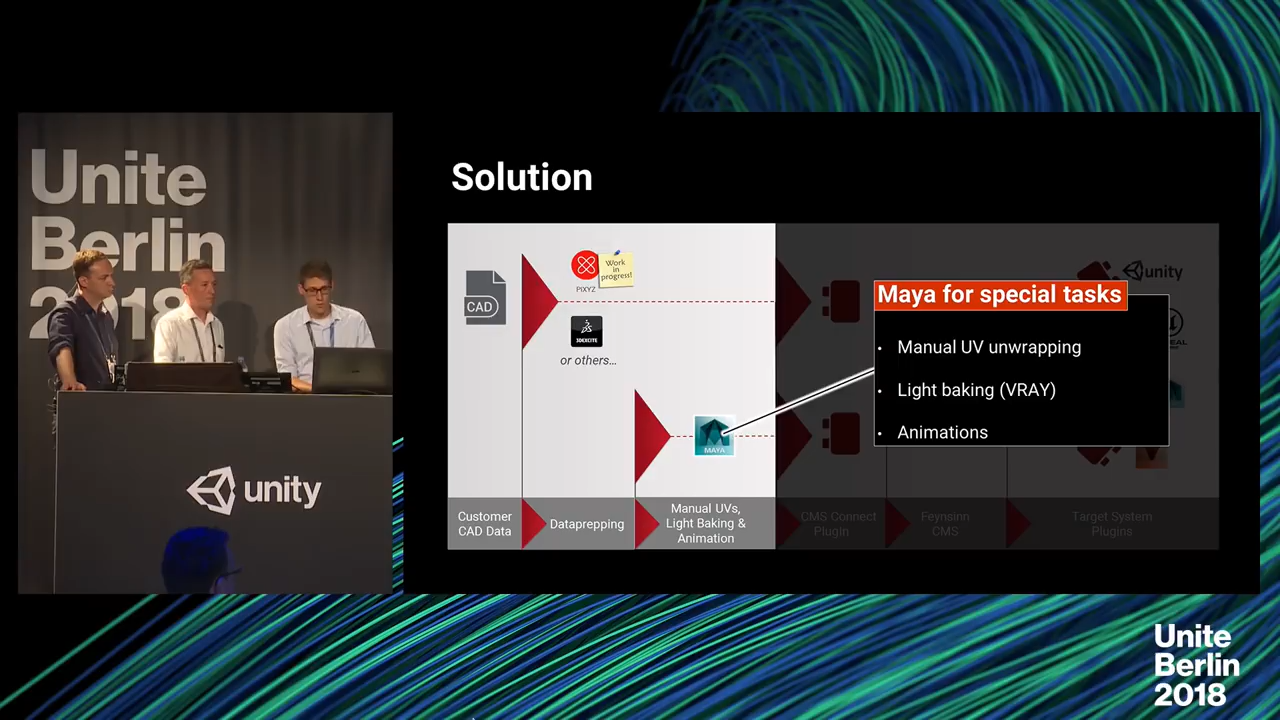 Unite
Berlin
2018
unity
Solution
CAD
PIXYZ
Work
in
progress!
3DEXCITE
or others...
MAYA
unity
Maya for special tasks
• Manual UV unwrapping
• Light baking (VRAY)
• Animations
Customer
CAD Data
Dataprepping
Manual UVs,
Light Baking &
Animation
CMS Connect
Plugin
Feynsinn
CMS
Target System
Plugins
Unite
Berlin
2018